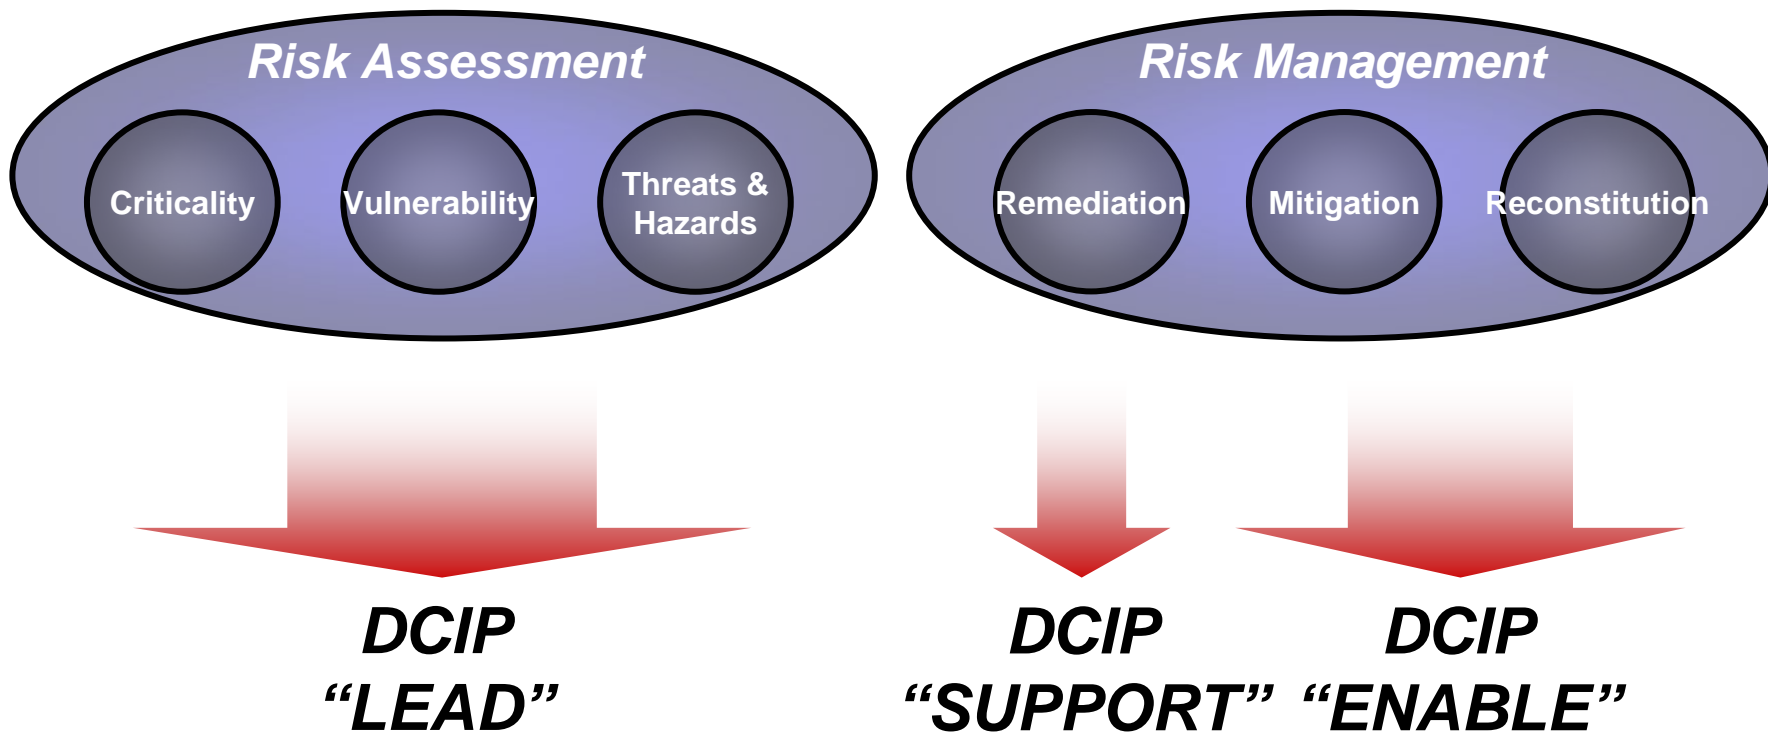 Risk Assessment
Criticality
Vulnerability
Threats &
Hazards
Risk Management
Remediation
Mitigation
Reconstitution
DCIP
“LEAD”
DCIP
“SUPPORT”
DCIP
“ENABLE”